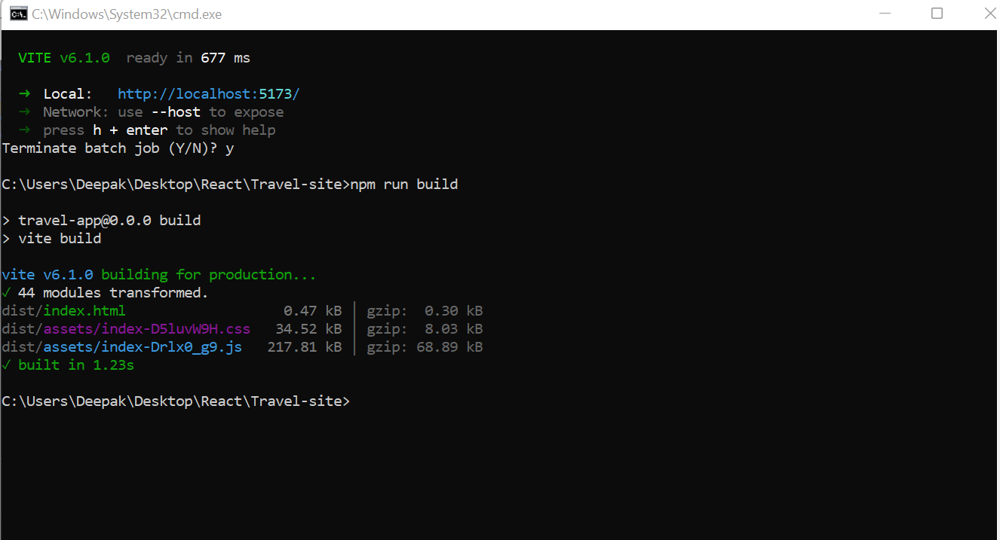 C:\Windows\System32\cmd.exe
VITE v6.1.0 ready in 677 ms
➜ Local: http://localhost:5173/
➜ Network: use --host to expose
➜ press h + enter to show help
Terminate batch job (Y/N)? y
C:\Users\Deepak\Desktop\React\Travel-site>npm run build
> travel-app@0.0.0 build
> vite build
vite v6.1.0 building for production...
✓ 44 modules transformed.
dist/index.html 0.47 kB │ gzip: 0.30 kB
dist/assets/index-D5luvW9H.css 34.52 kB │ gzip: 8.03 kB
dist/assets/index-Drlx0_g9.js 217.81 kB │ gzip: 68.89 kB
✓ built in 1.23s
C:\Users\Deepak\Desktop\React\Travel-site>